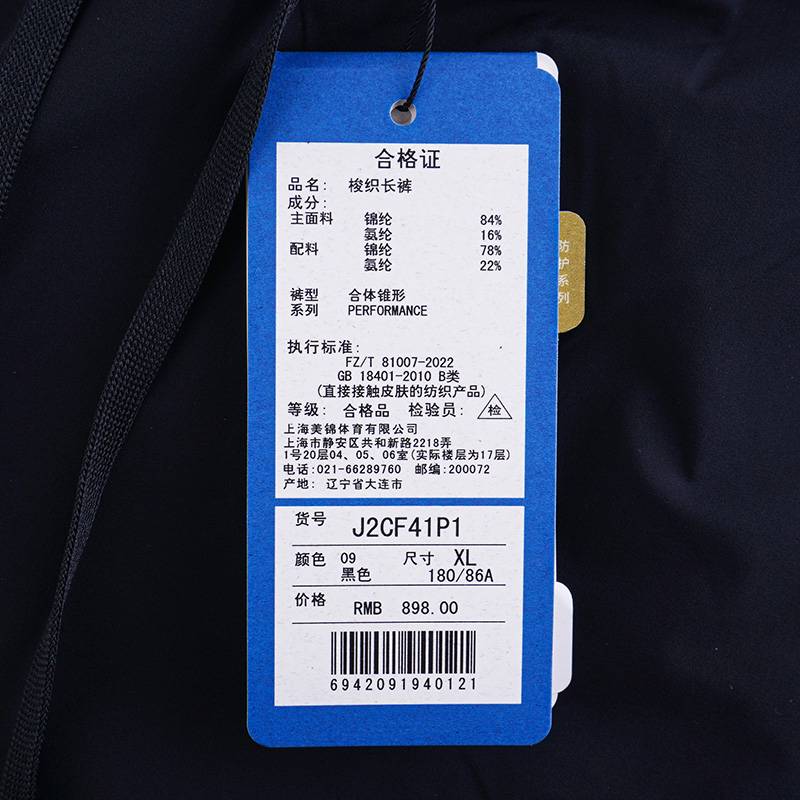 合格证
品名: 梭织长裤
成分:
主面料 锦纶 84%
氨纶 16%
配料 锦纶 78%
氨纶 22%
裤型 合体锥形
系列 PERFORMANCE
执行标准:
FZ/T 81007-2022
GB 18401-2010 B类
(直接接触皮肤的纺织产品)
等级: 合格品 检验员: 检
上海美锦体育有限公司
上海市静安区共和新路2218弄
1号20层04、05、06室(实际楼层为17层)
电话:021-66289760 邮编:200072
产地: 辽宁省大连市
货号 J2CF41P1
颜色 09 尺寸 XL
黑色 180/86A
价格 RMB 898.00
6942091940121
防护系列